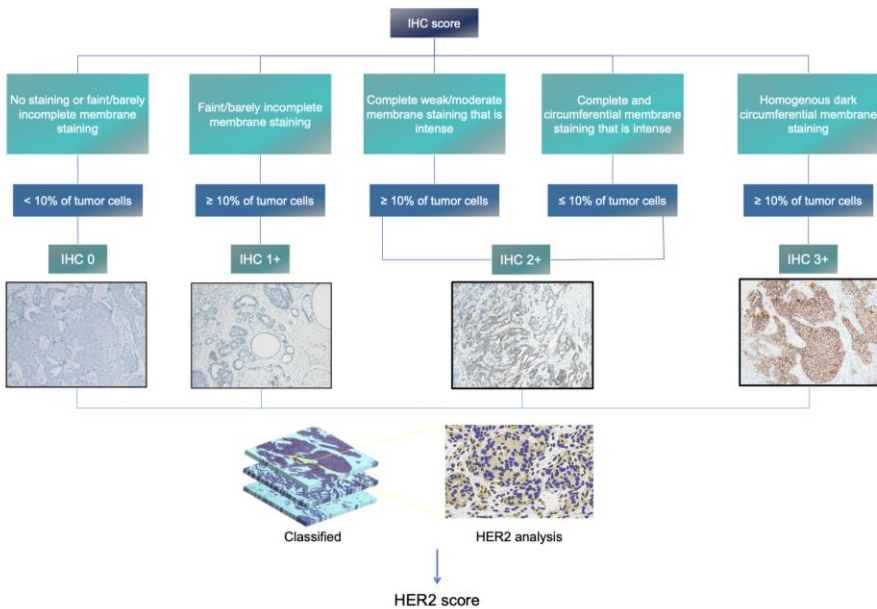 IHC score
No staining or faint/barely
incomplete membrane
staining
Faint/barely incomplete
membrane staining
Complete weak/moderate
membrane staining that is
intense
Complete and
circumferential membrane
staining that is intense
Homogenous dark
circumferential membrane
staining
< 10% of tumor cells
≥ 10% of tumor cells
≥ 10% of tumor cells
≤ 10% of tumor cells
≥ 10% of tumor cells
IHC 0
IHC 1+
IHC 2+
IHC 3+
Classified
HER2 analysis
HER2 score